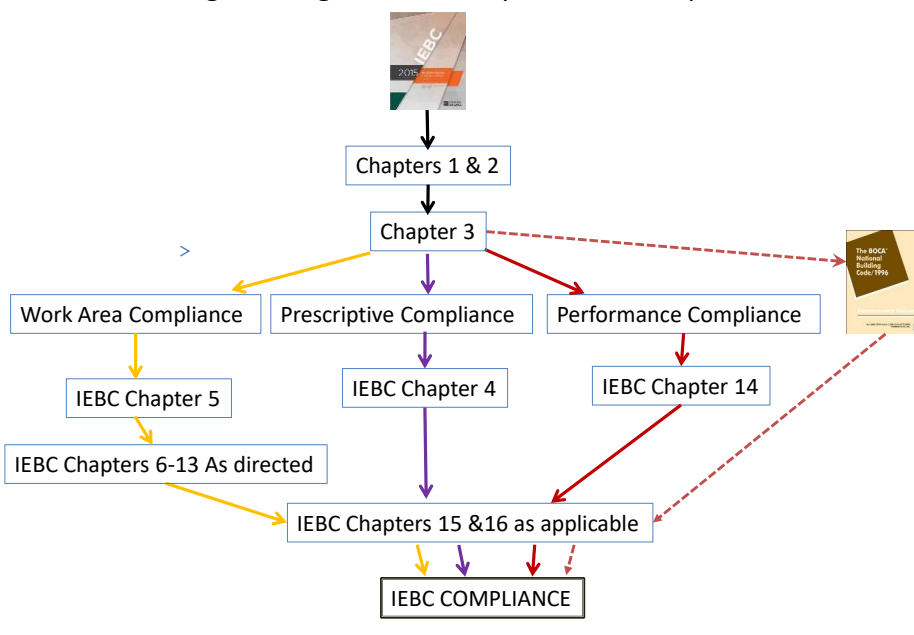 IEBC
2015
Chapters 1 & 2
Chapter 3
>
The BOCA
National
Building
Code/1996
Work Area Compliance
Prescriptive Compliance
Performance Compliance
IEBC Chapter 5
IEBC Chapter 4
IEBC Chapter 14
IEBC Chapters 6-13 As directed
IEBC Chapters 15 &16 as applicable
IEBC COMPLIANCE